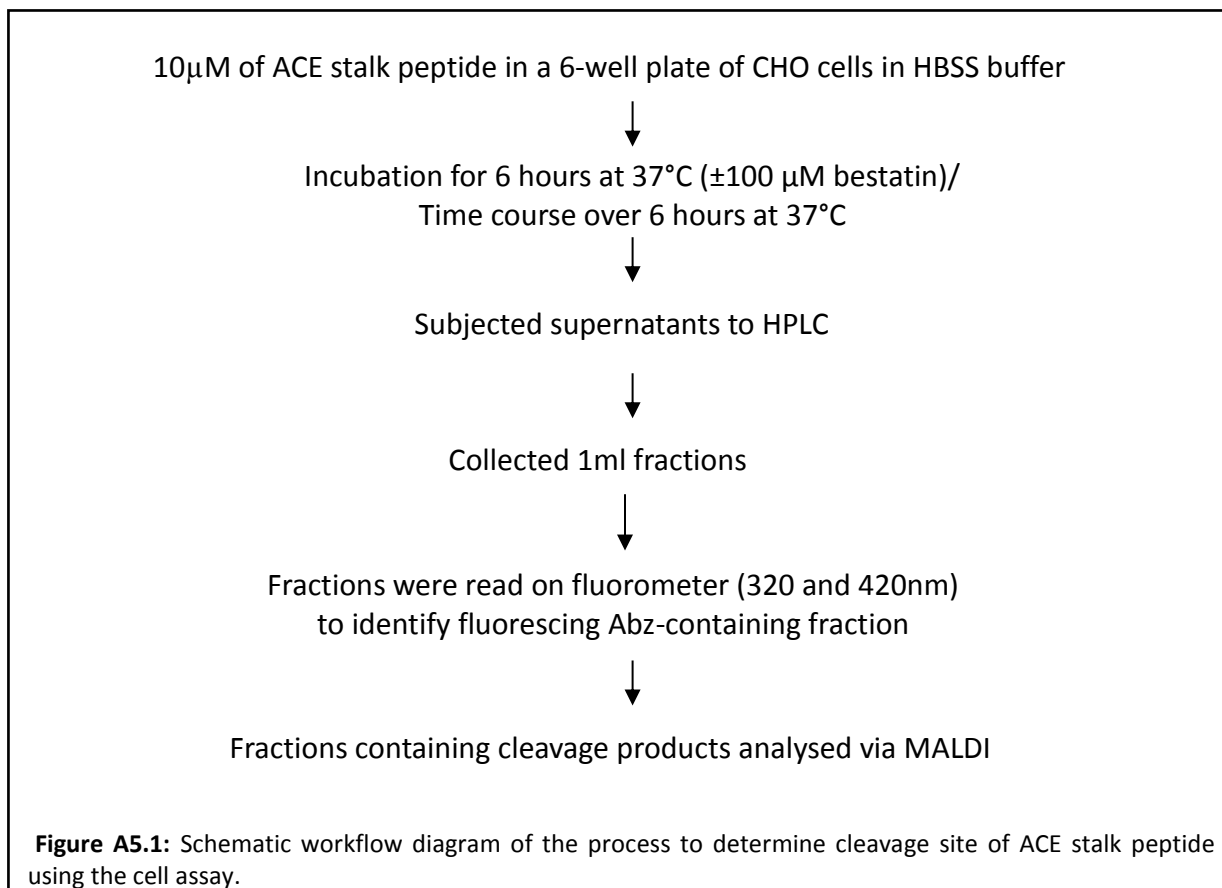 10μM of ACE stalk peptide in a 6-well plate of CHO cells in HBSS buffer
Incubation for 6 hours at 37°C (±100 μM bestatin)/
Time course over 6 hours at 37°C
Subjected supernatants to HPLC
Collected 1ml fractions
Fractions were read on fluorometer (320 and 420nm)
to identify fluorescing Abz-containing fraction
Fractions containing cleavage products analysed via MALDI
Figure A5.1: Schematic workflow diagram of the process to determine cleavage site of ACE stalk peptide
using the cell assay.